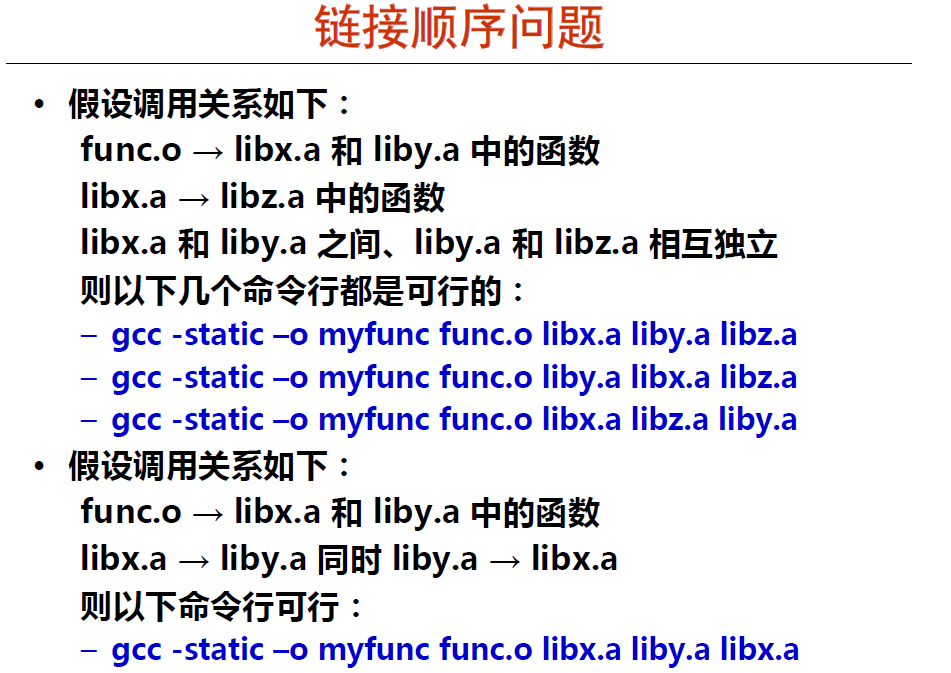 链接顺序问题
• 假设调用关系如下：
func.o → libx.a 和 liby.a 中的函数
libx.a → libz.a 中的函数
libx.a 和 liby.a 之间、liby.a 和 libz.a 相互独立
则以下几个命令行都是可行的：
– gcc -static –o myfunc func.o libx.a liby.a libz.a
– gcc -static –o myfunc func.o liby.a libx.a libz.a
– gcc -static –o myfunc func.o libx.a libz.a liby.a
• 假设调用关系如下：
func.o → libx.a 和 liby.a 中的函数
libx.a → liby.a 同时 liby.a → libx.a
则以下命令行可行：
– gcc -static –o myfunc func.o libx.a liby.a libx.a